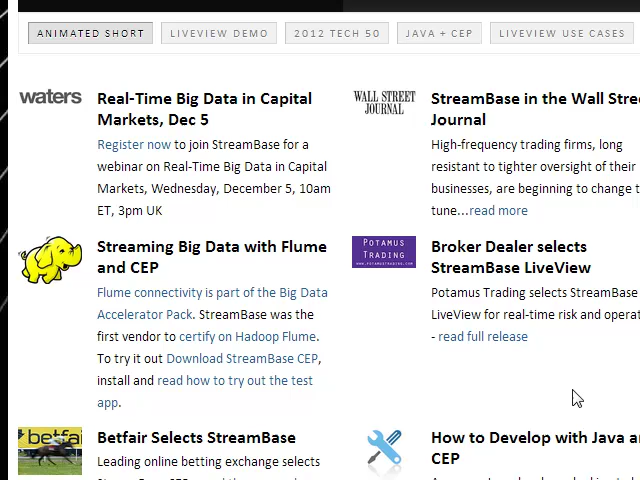 ANIMATED SHORT
LIVEVIEW DEMO
2012 TECH 50
JAVA + CEP
LIVEVIEW USE CASES
waters
Real-Time Big Data in Capital
Markets, Dec 5
Register now to join StreamBase for a
webinar on Real-Time Big Data in Capital
Markets, Wednesday, December 5, 10am
ET, 3pm UK
WALL STREET
JOURNAL
StreamBase in the Wall Stre
Journal
High-frequency trading firms, long
resistant to tighter oversight of their
businesses, are beginning to change t
tune...read more
Streaming Big Data with Flume
and CEP
Flume connectivity is part of the Big Data
Accelerator Pack. StreamBase was the
first vendor to certify on Hadoop Flume.
To try it out Download StreamBase CEP,
install and read how to try out the test
app.
POTAMUS
TRADING
WWW.POTAMUSTRADING.COM
Broker Dealer selects
StreamBase LiveView
Potamus Trading selects StreamBase
LiveView for real-time risk and operat
- read full release
betfai
Betfair Selects StreamBase
Leading online betting exchange selects
How to Develop with Java a
CEP